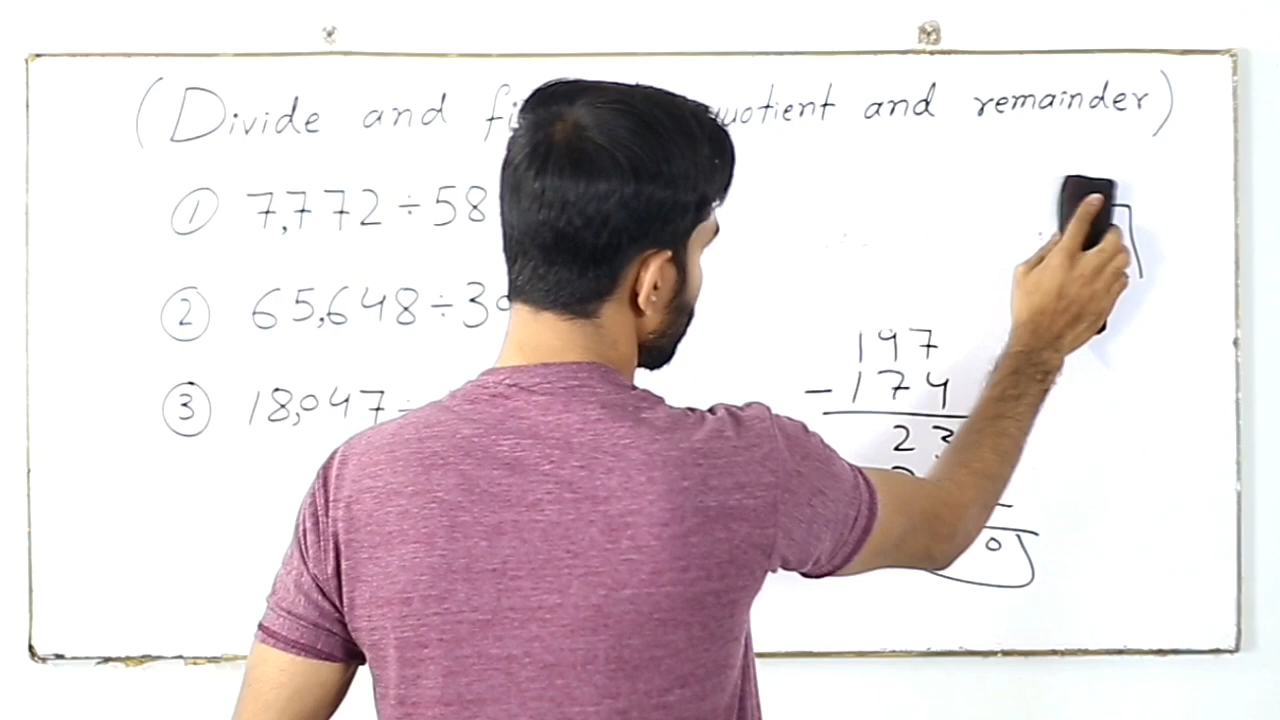 (Divide and quotient and remainder)
① 7,772 ÷ 58
② 65,648 ÷ 3
③ 18,047
197
- 174
23
0